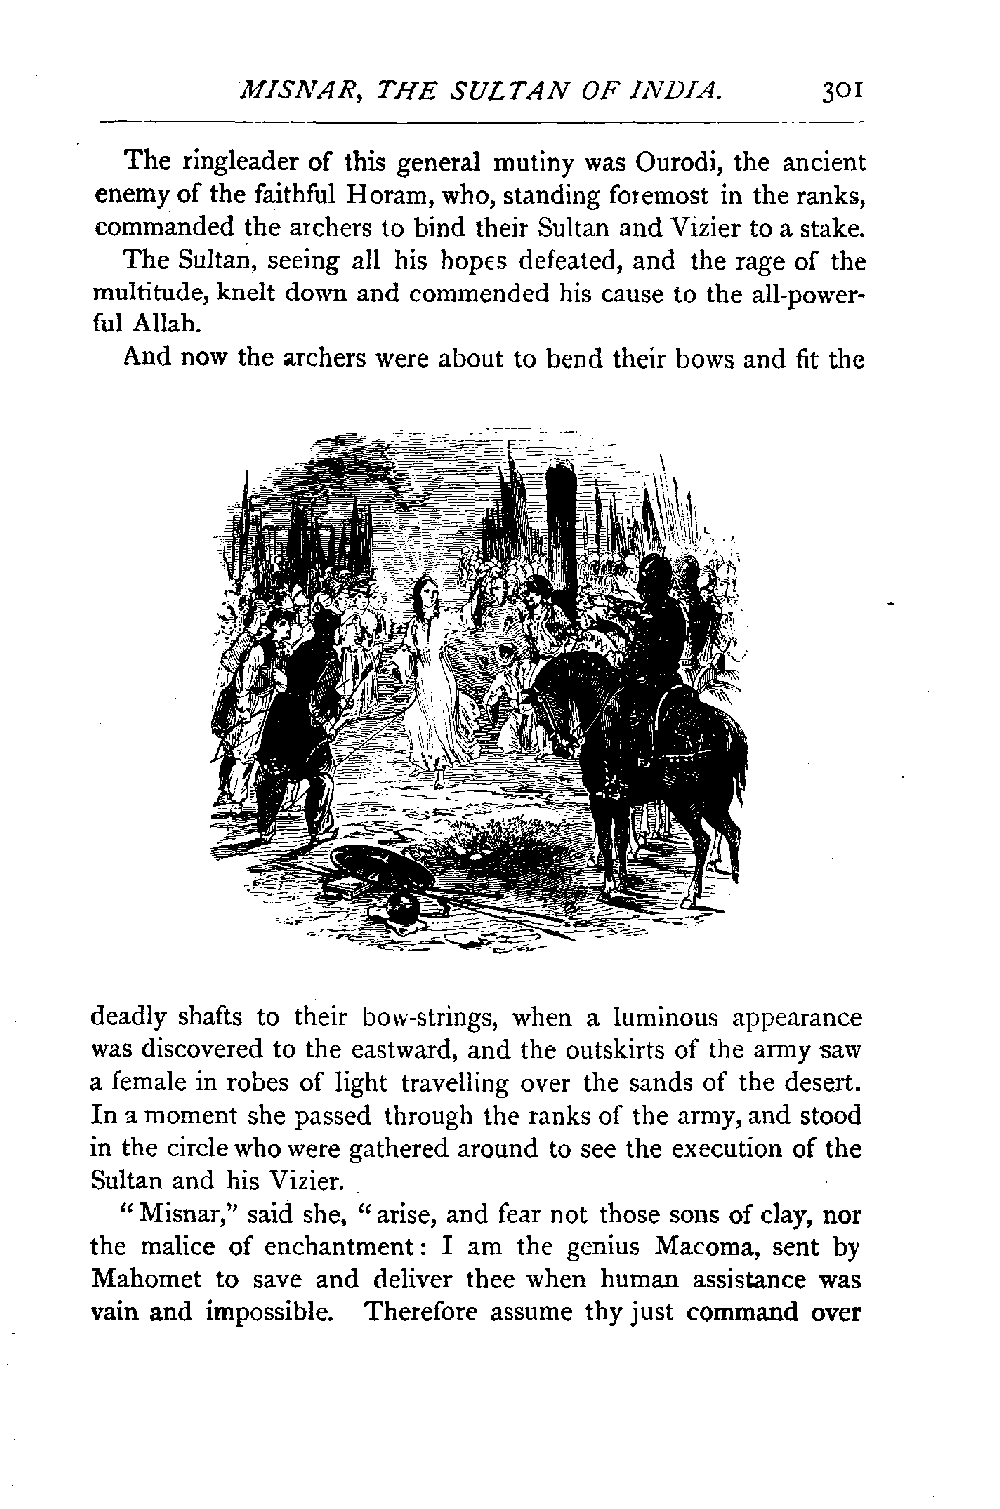 MISNAR, THE SULTAN OF INDIA. 301
The ringleader of this general mutiny was Ourodi, the ancient
enemy of the faithful Horam, who, standing foremost in the ranks,
commanded the archers to bind their Sultan and Vizier to a stake.
The Sultan, seeing all his hopes defeated, and the rage of the
multitude, knelt down and commended his cause to the all-power-
ful Allah.
And now the archers were about to bend their bows and fit the
deadly shafts to their bow-strings, when a luminous appearance
was discovered to the eastward, and the outskirts of the army saw
a female in robes of light travelling over the sands of the desert.
In a moment she passed through the ranks of the army, and stood
in the circle who were gathered around to see the execution of the
Sultan and his Vizier.
“Misnar,” said she, “arise, and fear not those sons of clay, nor
the malice of enchantment: I am the genius Macoma, sent by
Mahomet to save and deliver thee when human assistance was
vain and impossible. Therefore assume thy just command over